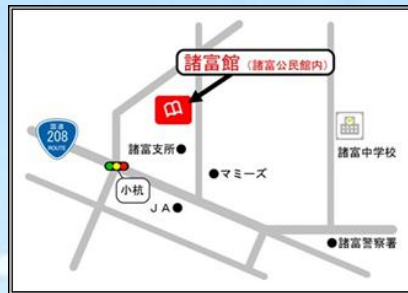 諸富館（諸富公民館内）
国道
208
ROUTE
諸富支所●
●マミーズ
諸富中学校
小杭
ＪＡ●
●諸富警察署